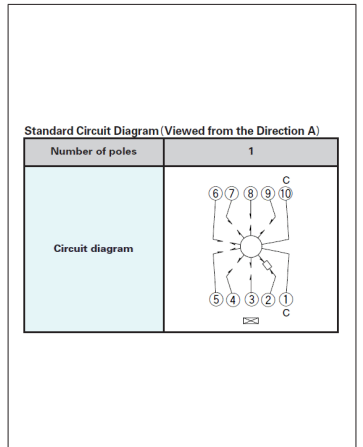 Standard Circuit Diagram (Viewed from the Direction A)
Number of poles 1
Circuit diagram
C
6 7 8 9 10
5 4 3 2 1
C